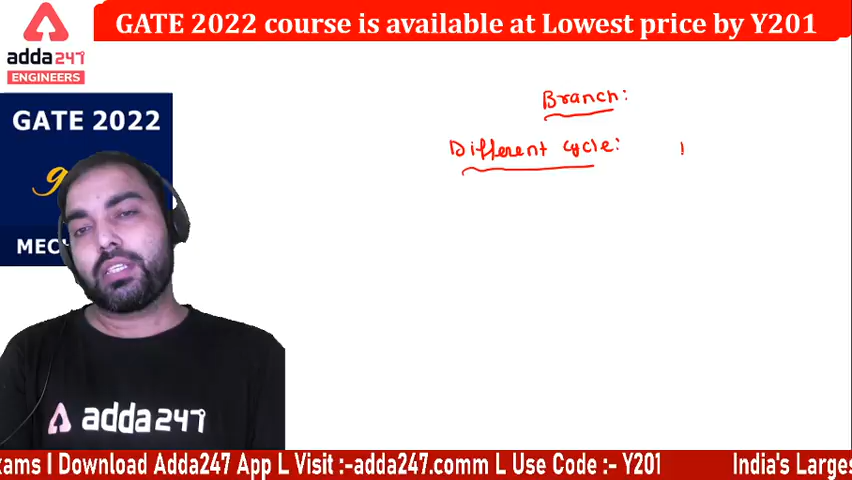 GATE 2022 course is available at Lowest price by Y201
adda247
ENGINEERS
GATE 2022
MECH
Branch:
Different cycle:
adda247
xams l Download Adda247 App L Visit :-adda247.comm L Use Code :- Y201 India's Larges